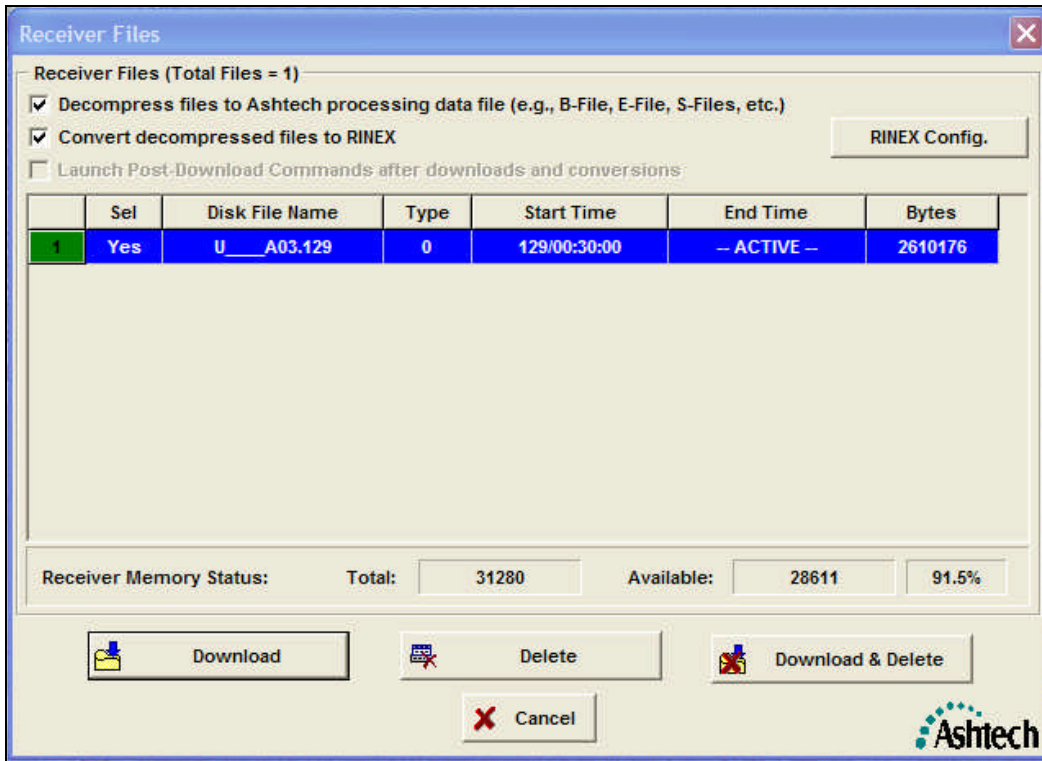 Receiver Files
Receiver Files (Total Files = 1)
Decompress files to Ashtech processing data file (e.g., B-File, E-File, S-Files, etc.)
Convert decompressed files to RINEX
RINEX Config.
Launch Post-Download Commands after downloads and conversions
Sel Disk File Name Type Start Time End Time Bytes
1 Yes U____A03.129 0 129/00:30:00 -- ACTIVE -- 2610176
Receiver Memory Status: Total: 31280 Available: 28611 91.5%
Download Delete Download & Delete
Cancel
Ashtech